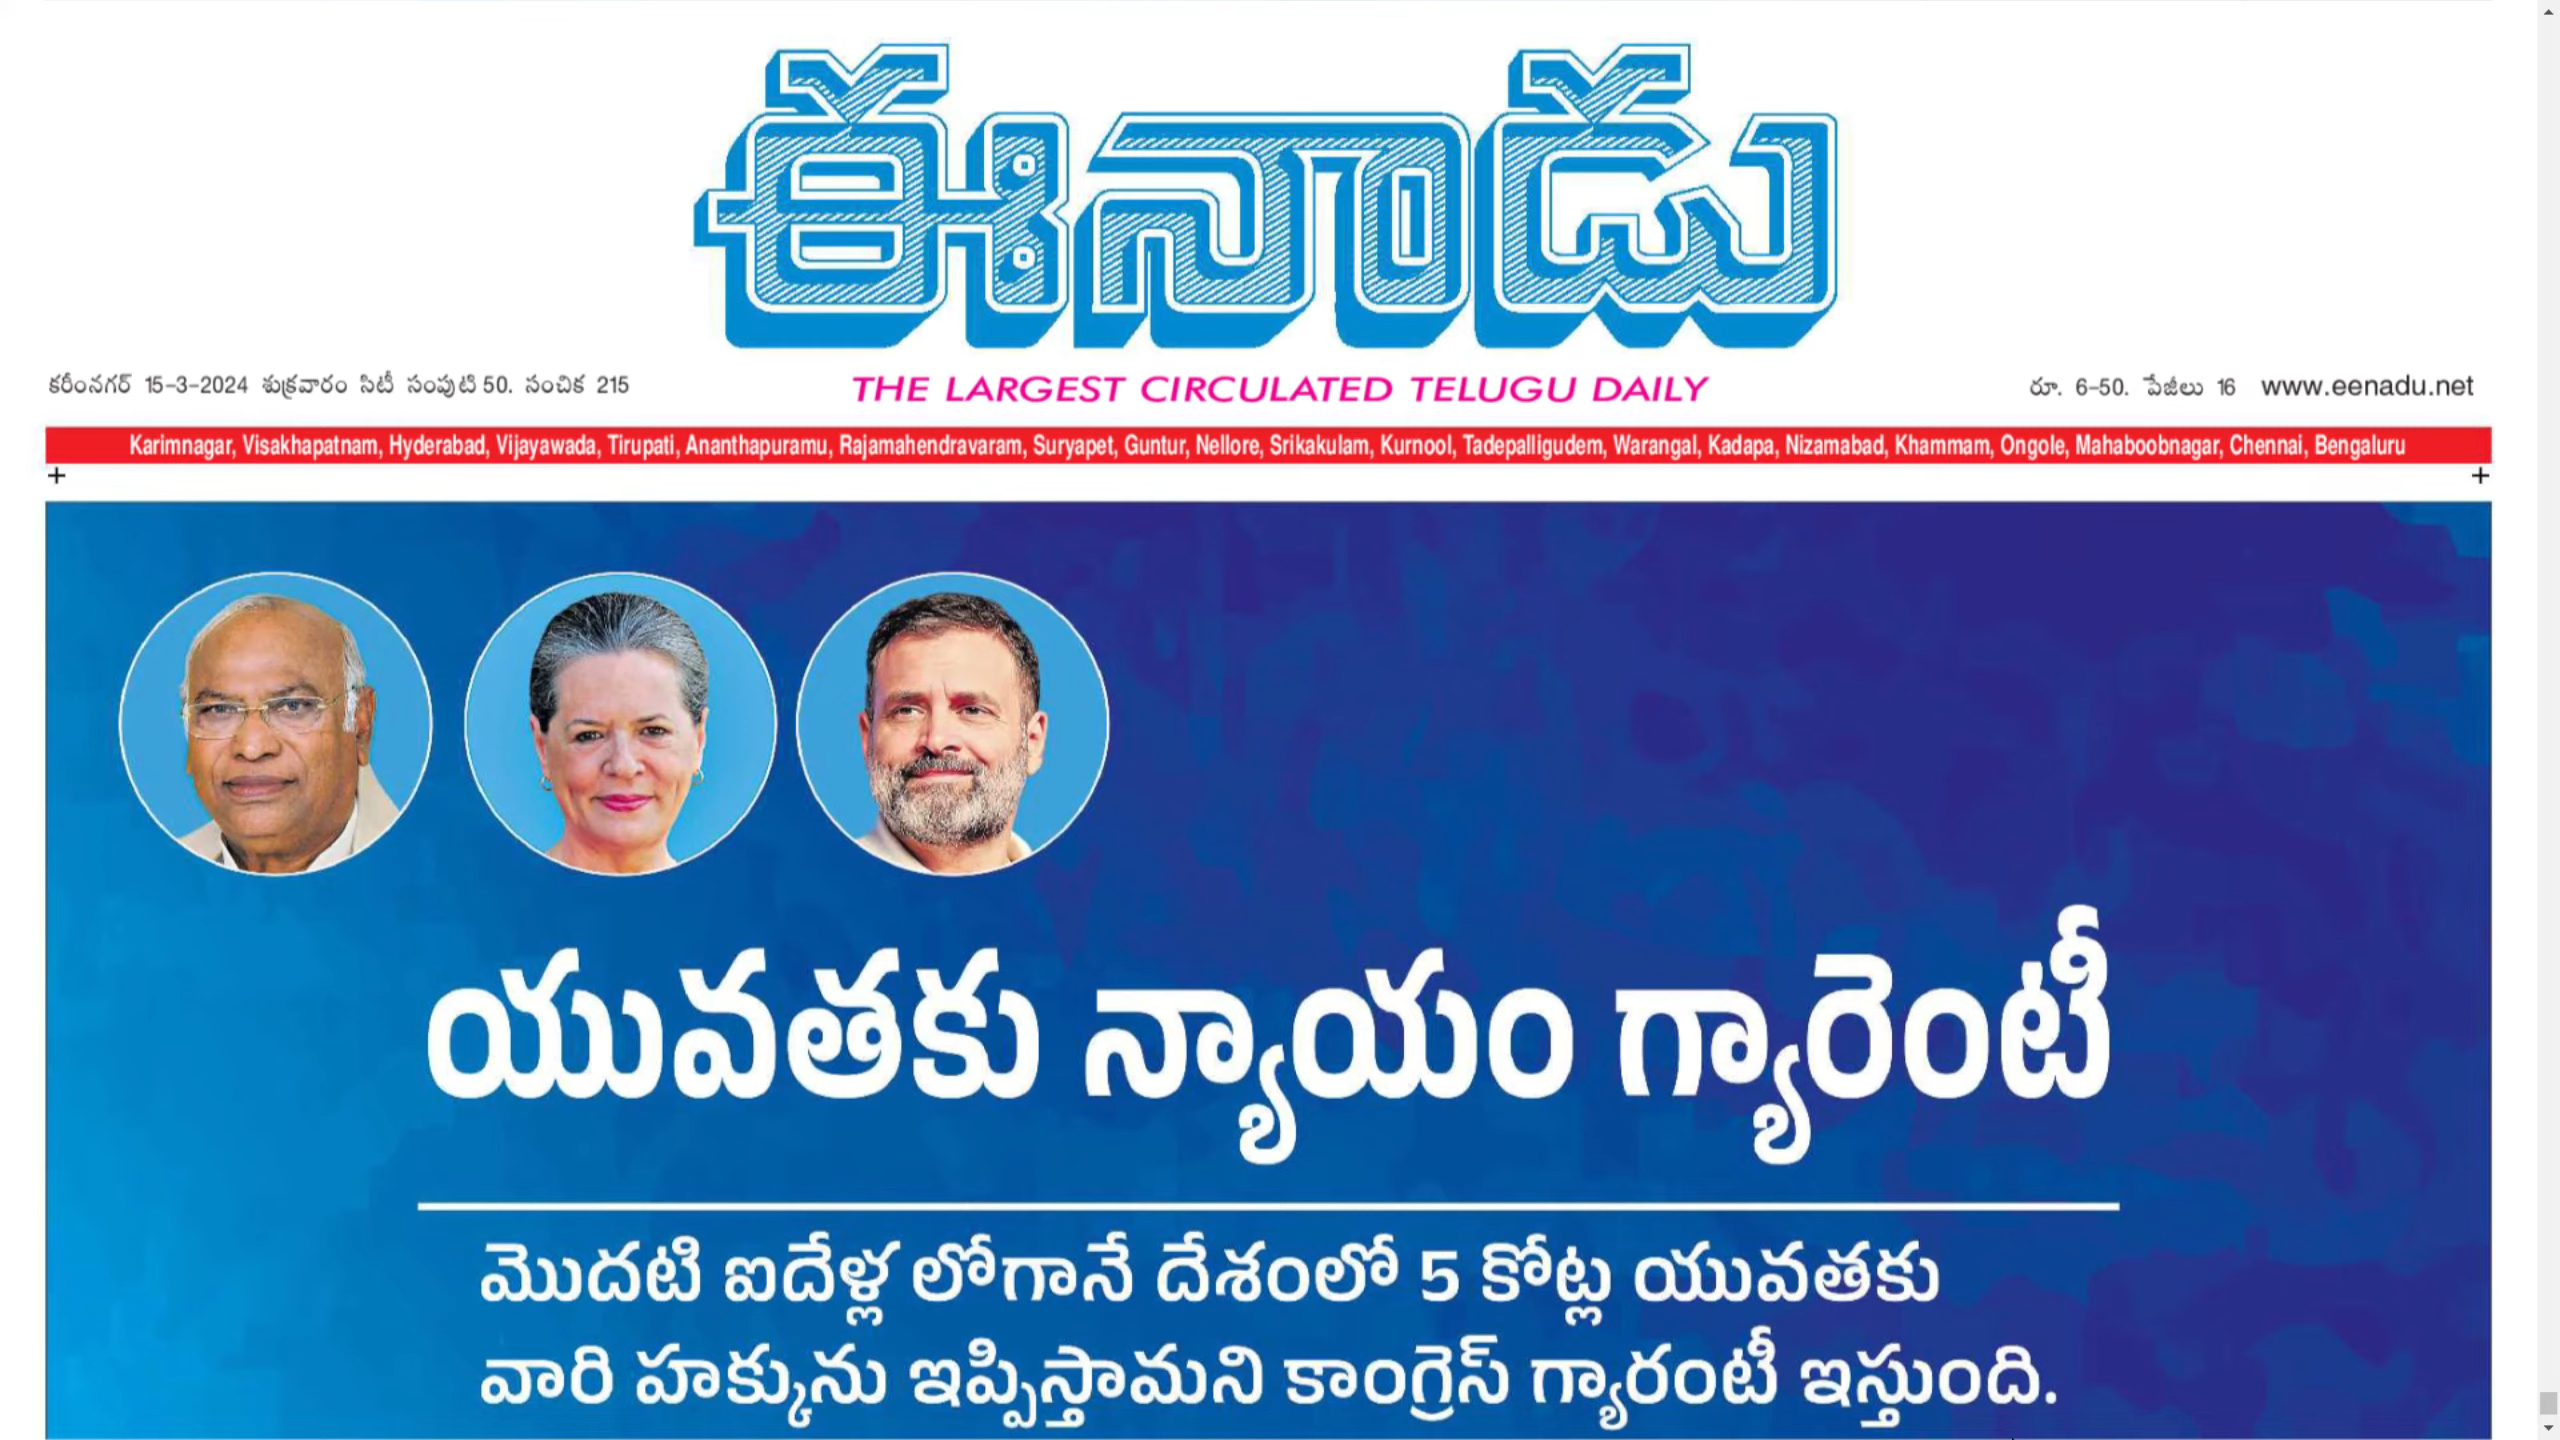 ఈనాడు
కరీంనగర్ 15-3-2024 శుక్రవారం సిటీ సంపుటి 50. సంచిక 215
THE LARGEST CIRCULATED TELUGU DAILY
రూ. 6-50. పేజీలు 16 www.eenadu.net
Karimnagar, Visakhapatnam, Hyderabad, Vijayawada, Tirupati, Ananthapuramu, Rajamahendravaram, Suryapet, Guntur, Nellore, Srikakulam, Kurnool, Tadepalligudem, Warangal, Kadapa, Nizamabad, Khammam, Ongole, Mahaboobnagar, Chennai, Bengaluru
యువతకు న్యాయం గ్యారెంటీ
మొదటి ఐదేళ్ల లోగానే దేశంలో 5 కోట్ల యువతకు
వారి హక్కును ఇప్పిస్తామని కాంగ్రెస్ గ్యారంటీ ఇస్తుంది.